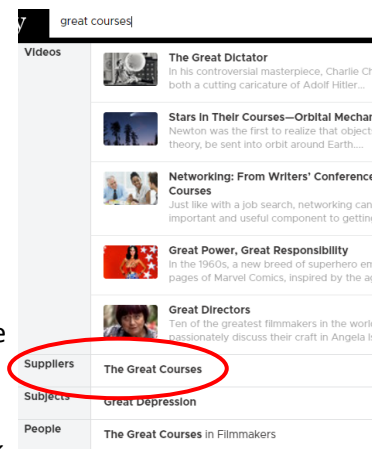 y great courses
Videos
The Great Dictator
In his controversial masterpiece, Charlie Ch
both a cutting caricature of Adolf Hitler...
Stars in Their Courses—Orbital Mechan
Newton was the first to realize that object
theory, be sent into orbit around Earth....
Networking: From Writers' Conference
Courses
Just like with a job search, networking can
important and useful component to gettin
Great Power, Great Responsibility
In the 1960s, a new breed of superhero em
pages of Marvel Comics, inspired by the a
Great Directors
Ten of the greatest filmmakers in the worl
passionately discuss their craft in Angela Is
e
Suppliers The Great Courses
Subjects Great Depression
People The Great Courses in Filmmakers